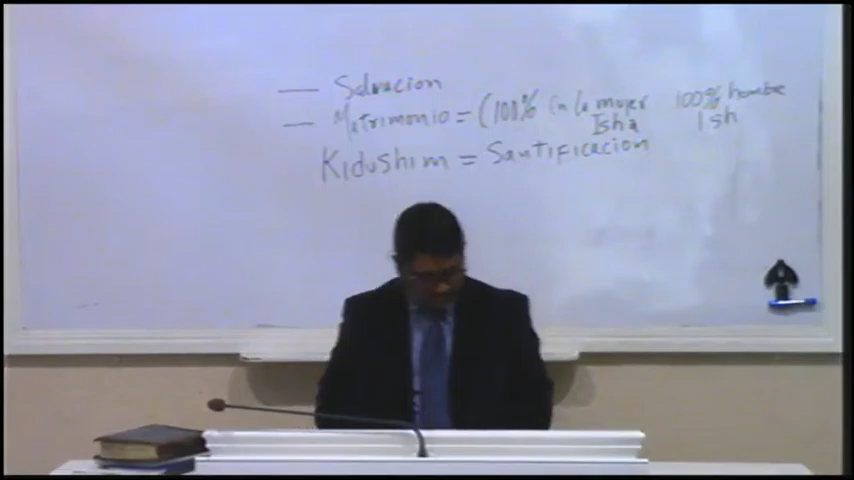 — Salvacion
— Matrimonio = (100% en la mujer 100% hombre
Isha Ish
Kidushim = Santificacion